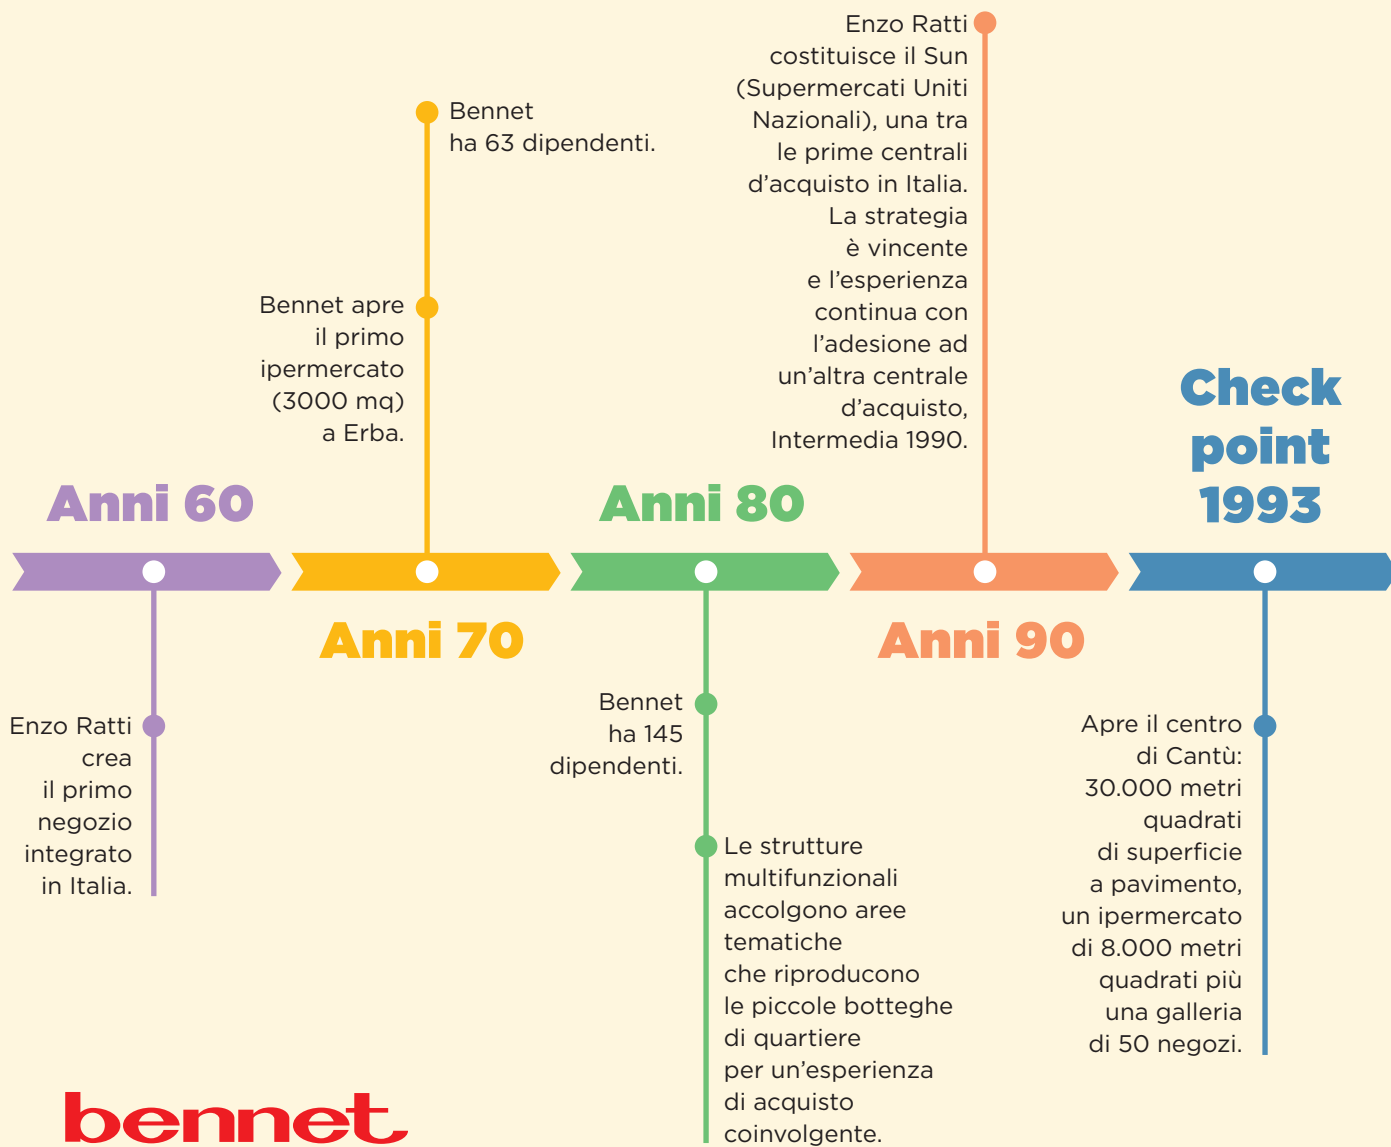 Anni 60
Enzo Ratti
crea
il primo
negozio
integrato
in Italia.
Anni 70
Bennet
ha 63 dipendenti.
Bennet apre
il primo
ipermercato
(3000 mq)
a Erba.
Anni 80
Bennet
ha 145
dipendenti.
Le strutture
multifunzionali
accolgono aree
tematiche
che riproducono
le piccole botteghe
di quartiere
per un’esperienza
di acquisto
coinvolgente.
Anni 90
Enzo Ratti
costituisce il Sun
(Supermercati Uniti
Nazionali), una tra
le prime centrali
d’acquisto in Italia.
La strategia
è vincente
e l’esperienza
continua con
l’adesione ad
un’altra centrale
d’acquisto,
Intermedia 1990.
Check
point
1993
Apre il centro
di Cantù:
30.000 metri
quadrati
di superficie
a pavimento,
un ipermercato
di 8.000 metri
quadrati più
una galleria
di 50 negozi.
bennet